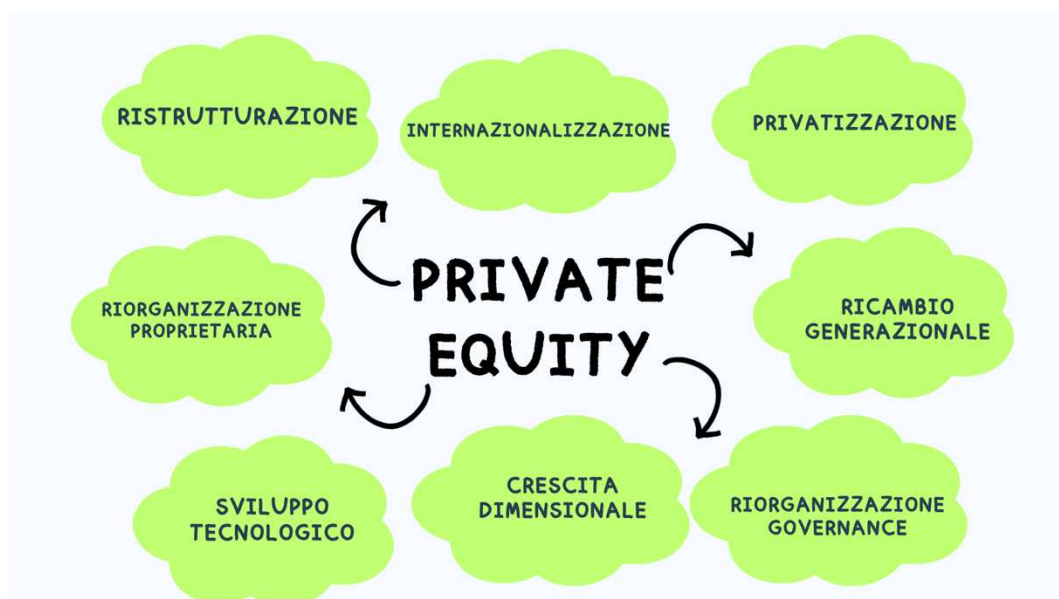 RISTRUTTURAZIONE
INTERNAZIONALIZZAZIONE
PRIVATIZZAZIONE
PRIVATE
EQUITY
RIORGANIZZAZIONE
PROPRIETARIA
RICAMBIO
GENERAZIONALE
SVILUPPO
TECNOLOGICO
CRESCITA
DIMENSIONALE
RIORGANIZZAZIONE
GOVERNANCE